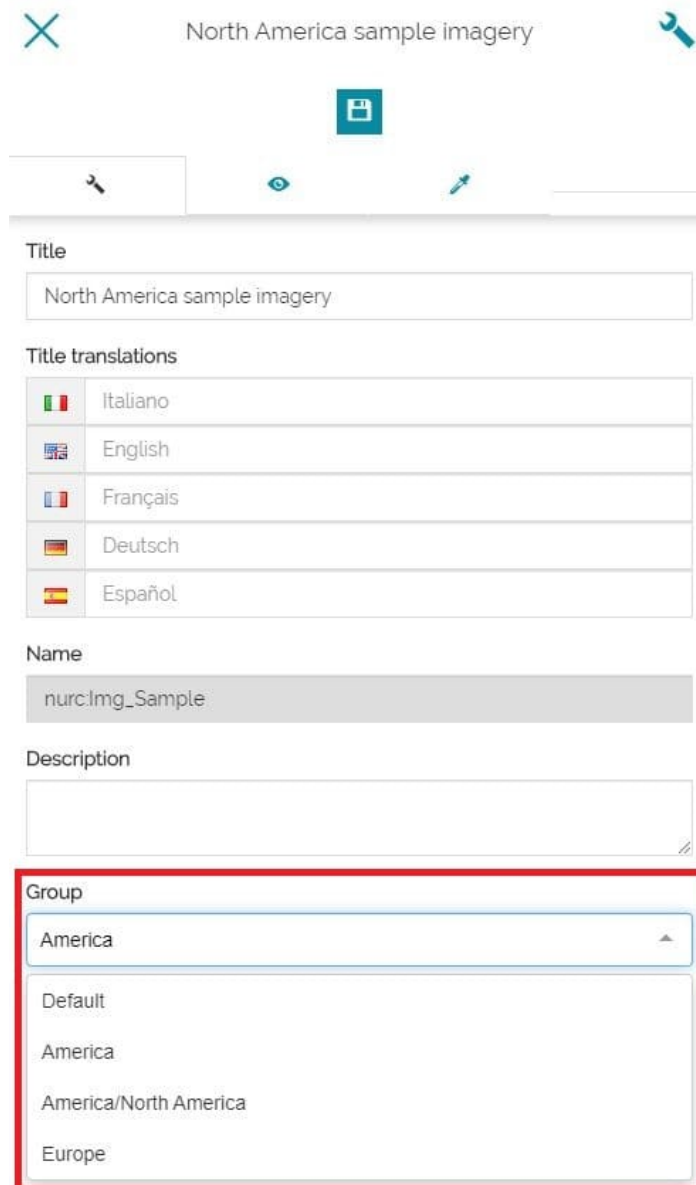 North America sample imagery
Title
North America sample imagery
Title translations
Italiano
English
Français
Deutsch
Español
Name
nurc:Img_Sample
Description
Group
America
Default
America
America/North America
Europe